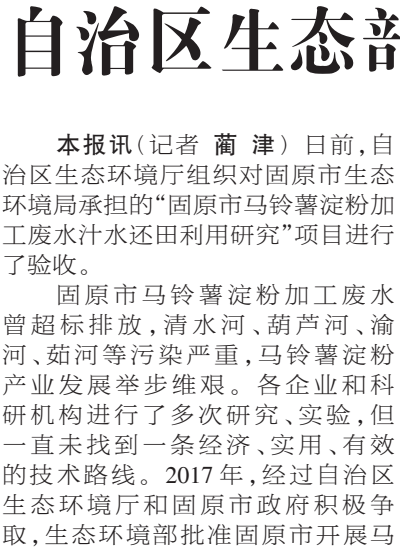 自治区生态部
本报讯（记者 蔺 津）日前，自
治区生态环境厅组织对固原市生态
环境局承担的“固原市马铃薯淀粉加
工废水汁水还田利用研究”项目进行
了验收。
固原市马铃薯淀粉加工废水
曾超标排放，清水河、葫芦河、渝
河、茹河等污染严重，马铃薯淀粉
产业发展举步维艰。各企业和科
研机构进行了多次研究、实验，但
一直未找到一条经济、实用、有效
的技术路线。2017 年，经过自治区
生态环境厅和固原市政府积极争
取，生态环境部批准固原市开展马